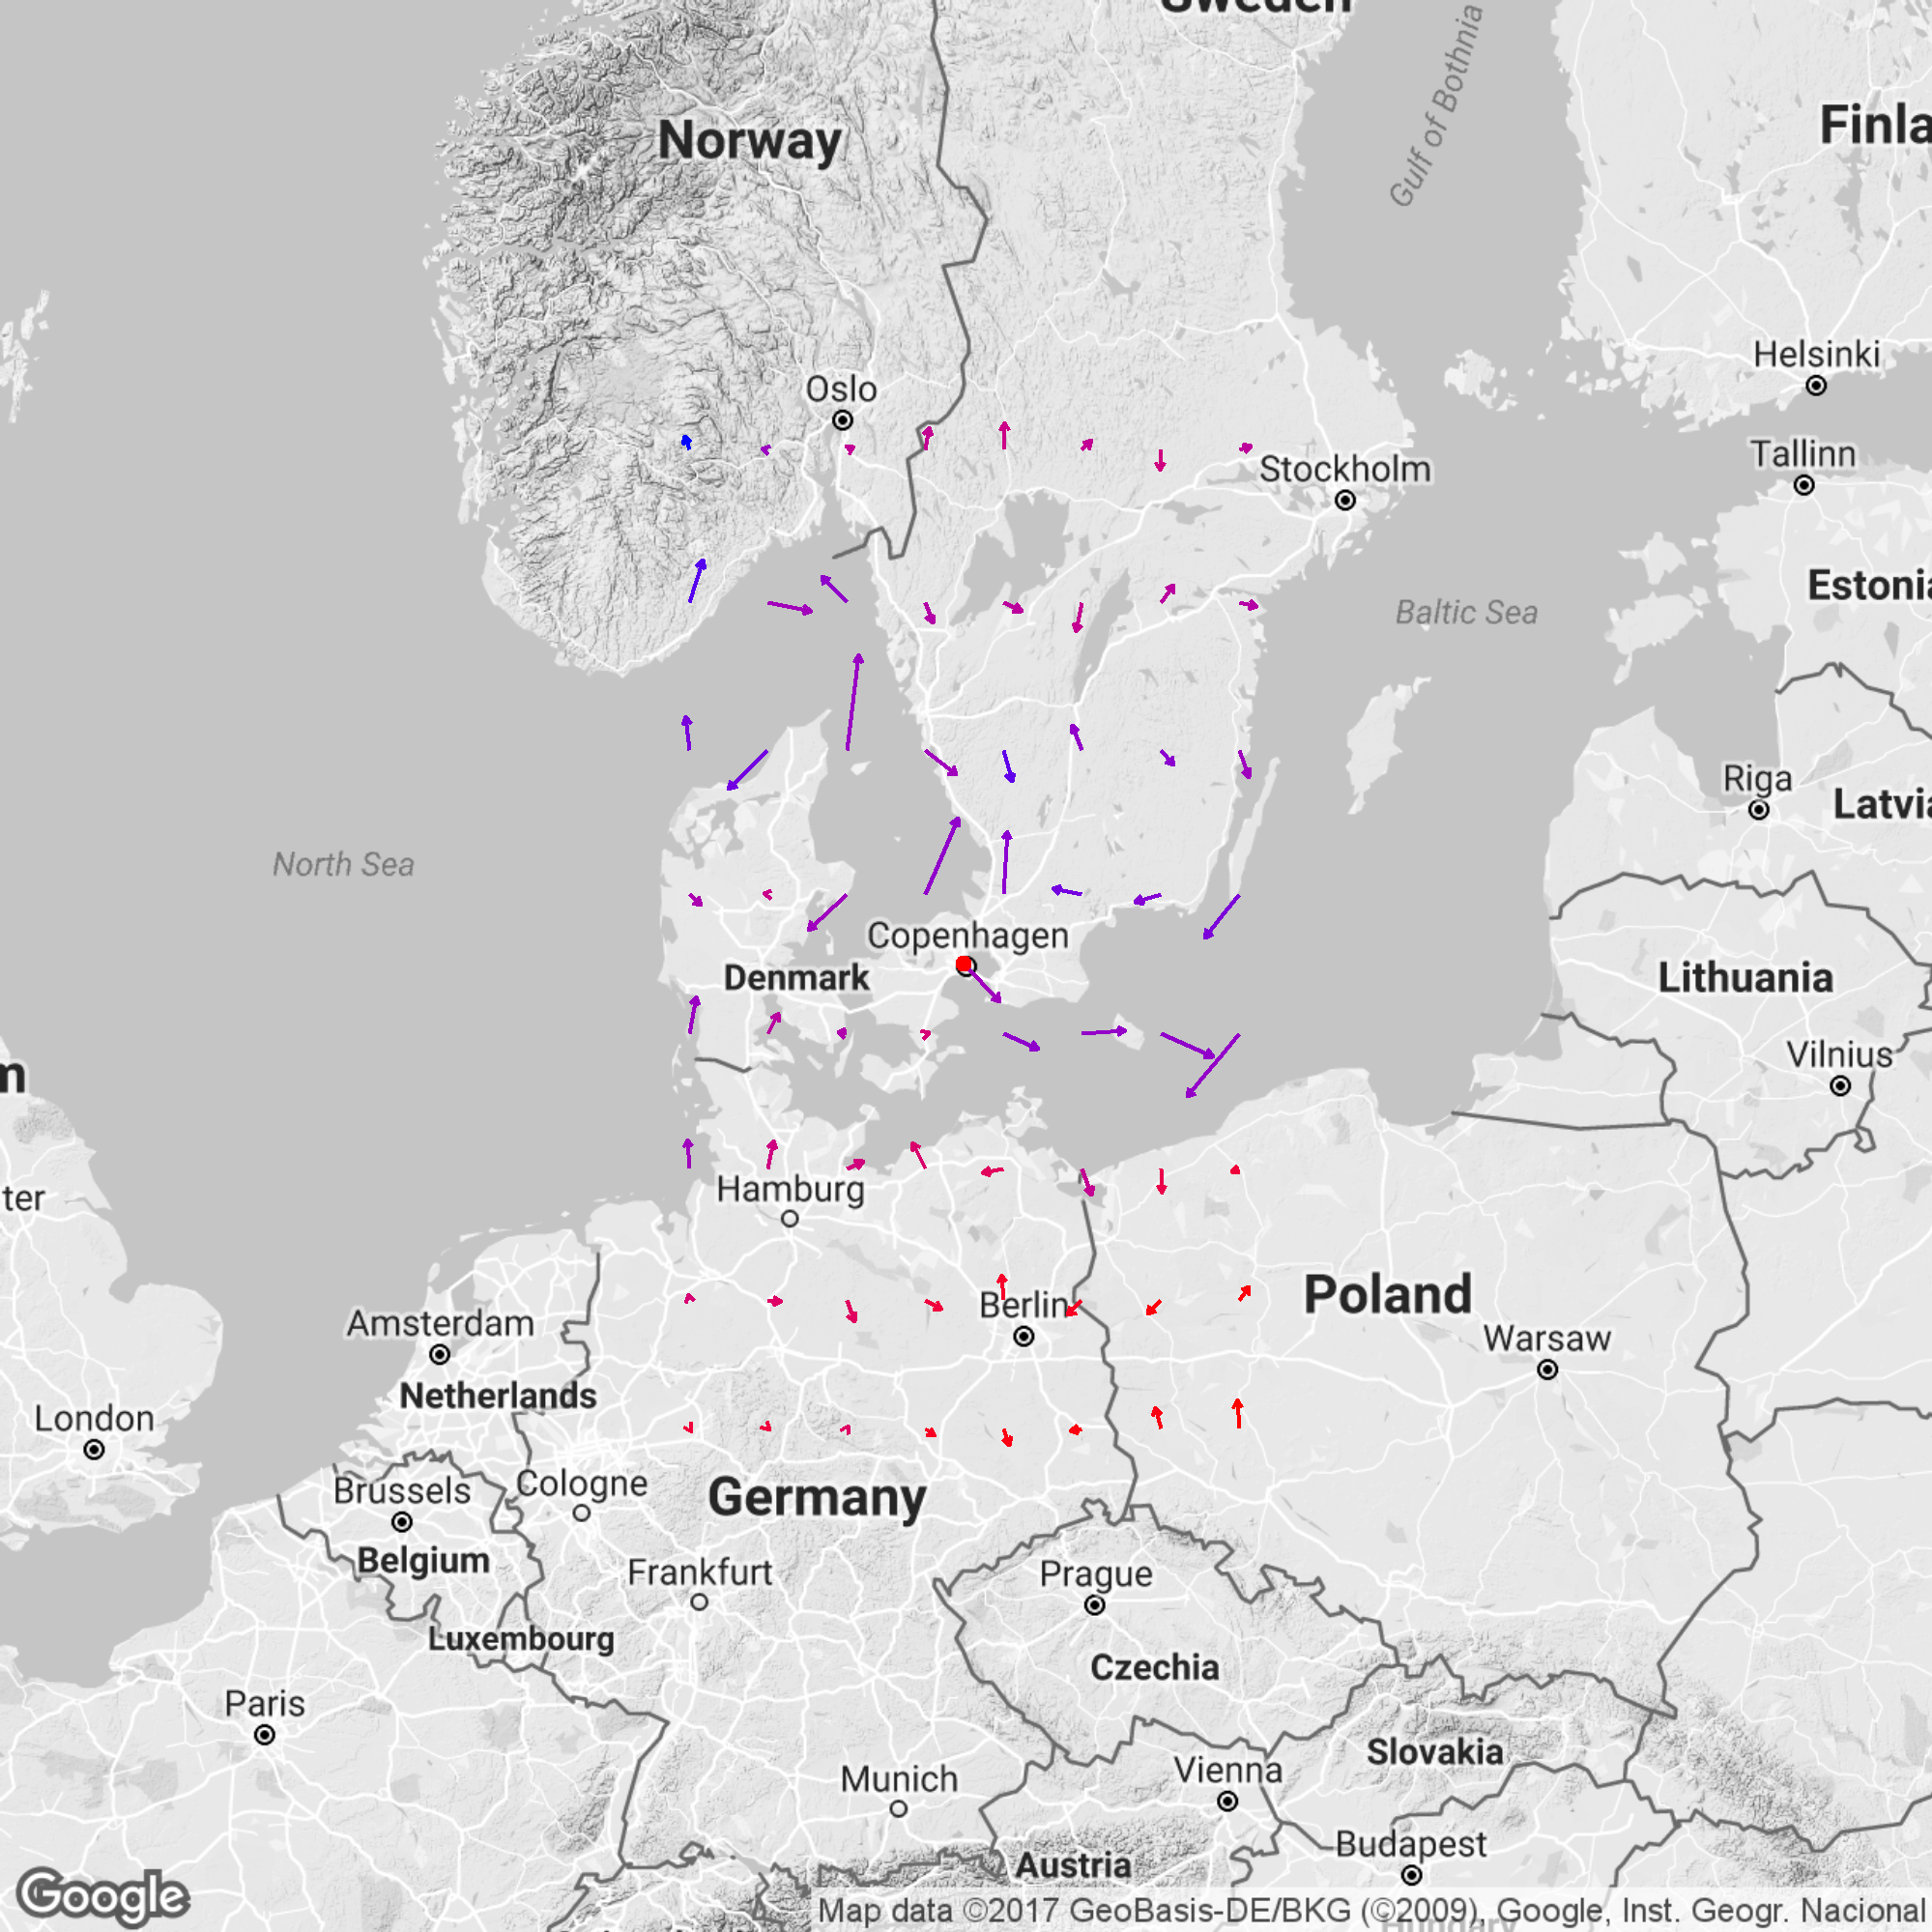 Sweden
Gulf of Bothnia
Norway
Finla
Helsinki
Oslo
Tallinn
Stockholm
Estonia
Baltic Sea
Riga
Latvia
North Sea
Copenhagen
Denmark
Lithuania
Vilnius
m
ter
Hamburg
Berlin
Poland
Amsterdam
Warsaw
Netherlands
London
Brussels
Cologne
Germany
Belgium
Frankfurt
Prague
Luxembourg
Czechia
Paris
Slovakia
Munich
Vienna
Budapest
Austria
Google
Map data ©2017 GeoBasis-DE/BKG (©2009), Google, Inst. Geogr. Nacional
Hungary